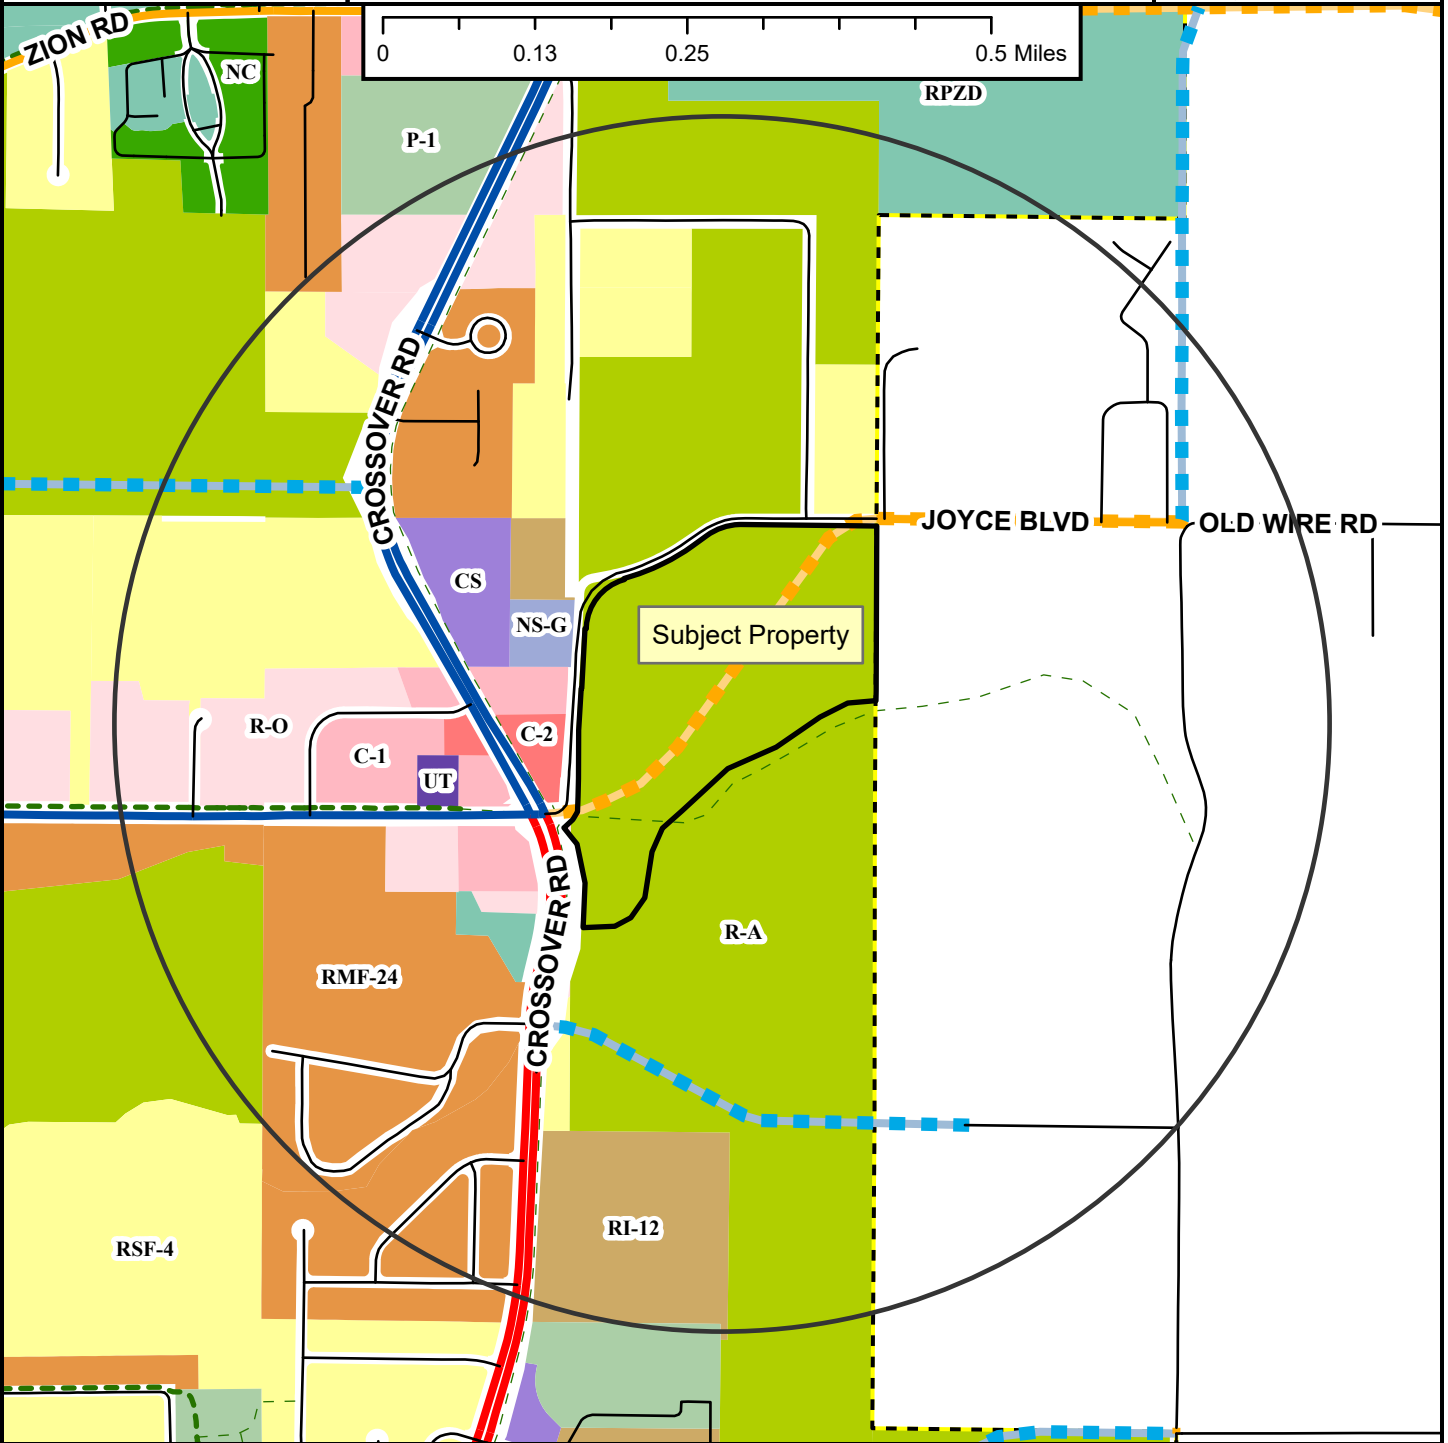 0 0.13 0.25 0.5 Miles
ZION RD
NC
RPZD
P-1
CROSSOVER RD
JOYCE BLVD
OLD WIRE RD
CS
NS-G
Subject Property
R-O
C-2
C-1
UT
CROSSOVER RD
R-A
RMF-24
RI-12
RSF-4